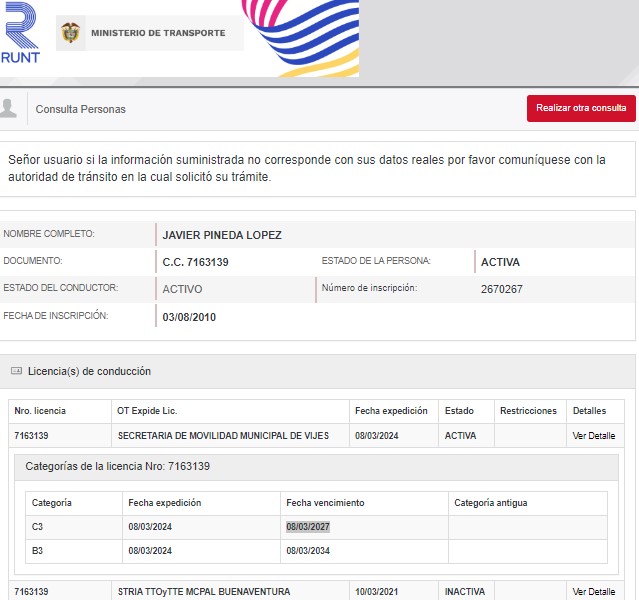 RUNT
MINISTERIO DE TRANSPORTE
Consulta Personas
Realizar otra consulta
Señor usuario si la información suministrada no corresponde con sus datos reales por favor comuníquese con la
autoridad de tránsito en la cual solicitó su trámite.
NOMBRE COMPLETO: JAVIER PINEDA LOPEZ
DOCUMENTO: C.C. 7163139 ESTADO DE LA PERSONA: ACTIVA
ESTADO DEL CONDUCTOR: ACTIVO Número de inscripción: 2670267
FECHA DE INSCRIPCIÓN: 03/08/2010
Licencia(s) de conducción
Nro. licencia OT Expide Lic. Fecha expedición Estado Restricciones Detalles
7163139 SECRETARIA DE MOVILIDAD MUNICIPAL DE VIJES 08/03/2024 ACTIVA Ver Detalle
Categorías de la licencia Nro: 7163139
Categoría Fecha expedición Fecha vencimiento Categoría antigua
C3 08/03/2024 08/03/2027
B3 08/03/2024 08/03/2034
7163139 STRIA TTOyTTE MCPAL BUENAVENTURA 10/03/2021 INACTIVA Ver Detalle